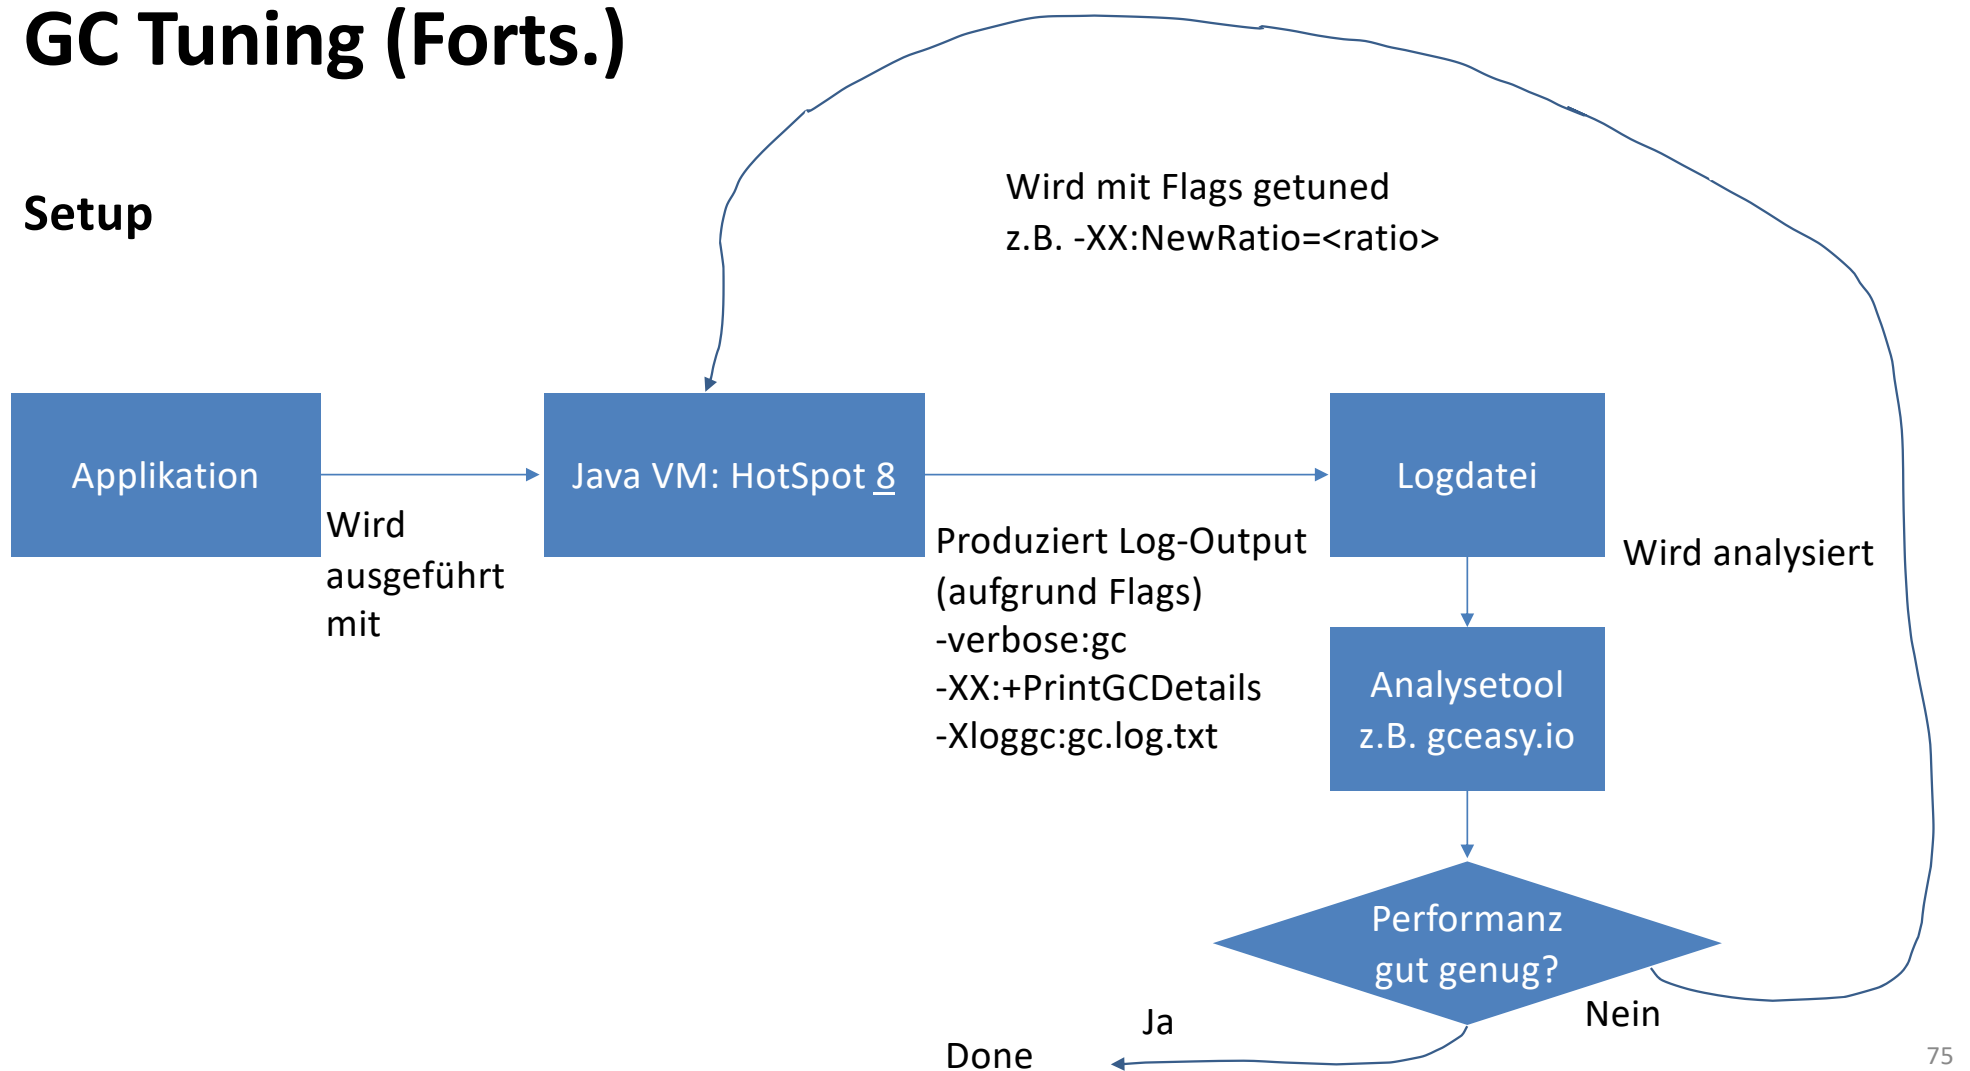 GC Tuning (Forts.)
Setup
Wird mit Flags getuned
z.B. -XX:NewRatio=<ratio>
Applikation
Wird
ausgeführt
mit
Java VM: HotSpot 8
Produziert Log-Output
(aufgrund Flags)
-verbose:gc
-XX:+PrintGCDetails
-Xloggc:gc.log.txt
Logdatei
Wird analysiert
Analysetool
z.B. gceasy.io
Performanz
gut genug?
Nein
Ja
Done
75